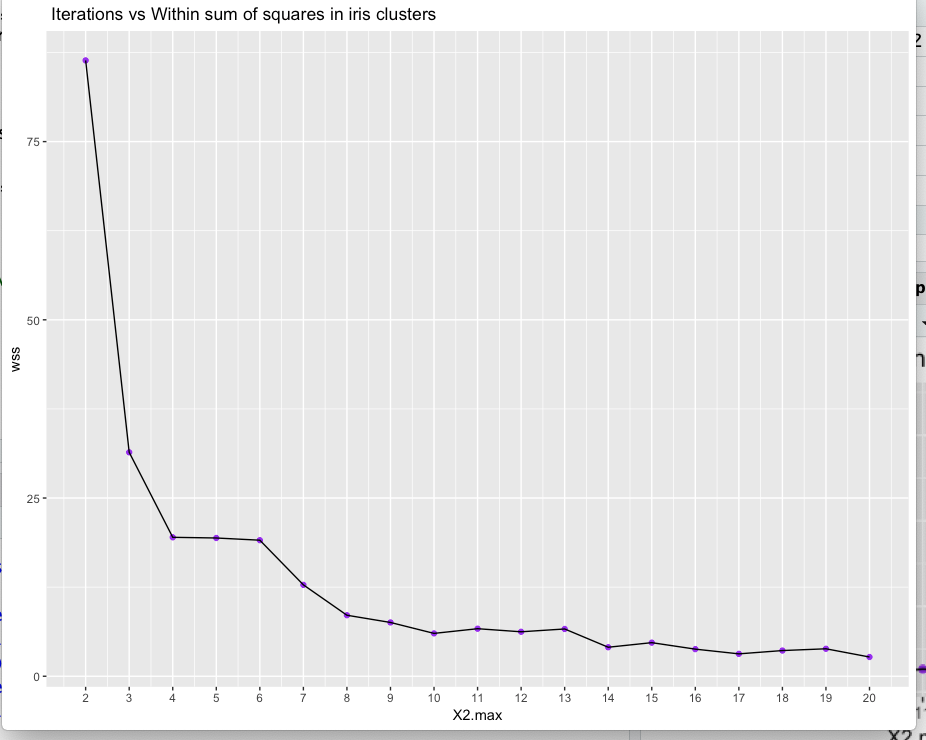 Iterations vs Within sum of squares in iris clusters
2
75
p
50
n
wss
25
0
2 3 4 5 6 7 8 9 10 11 12 13 14 15 16 17 18 19 20
X2.max